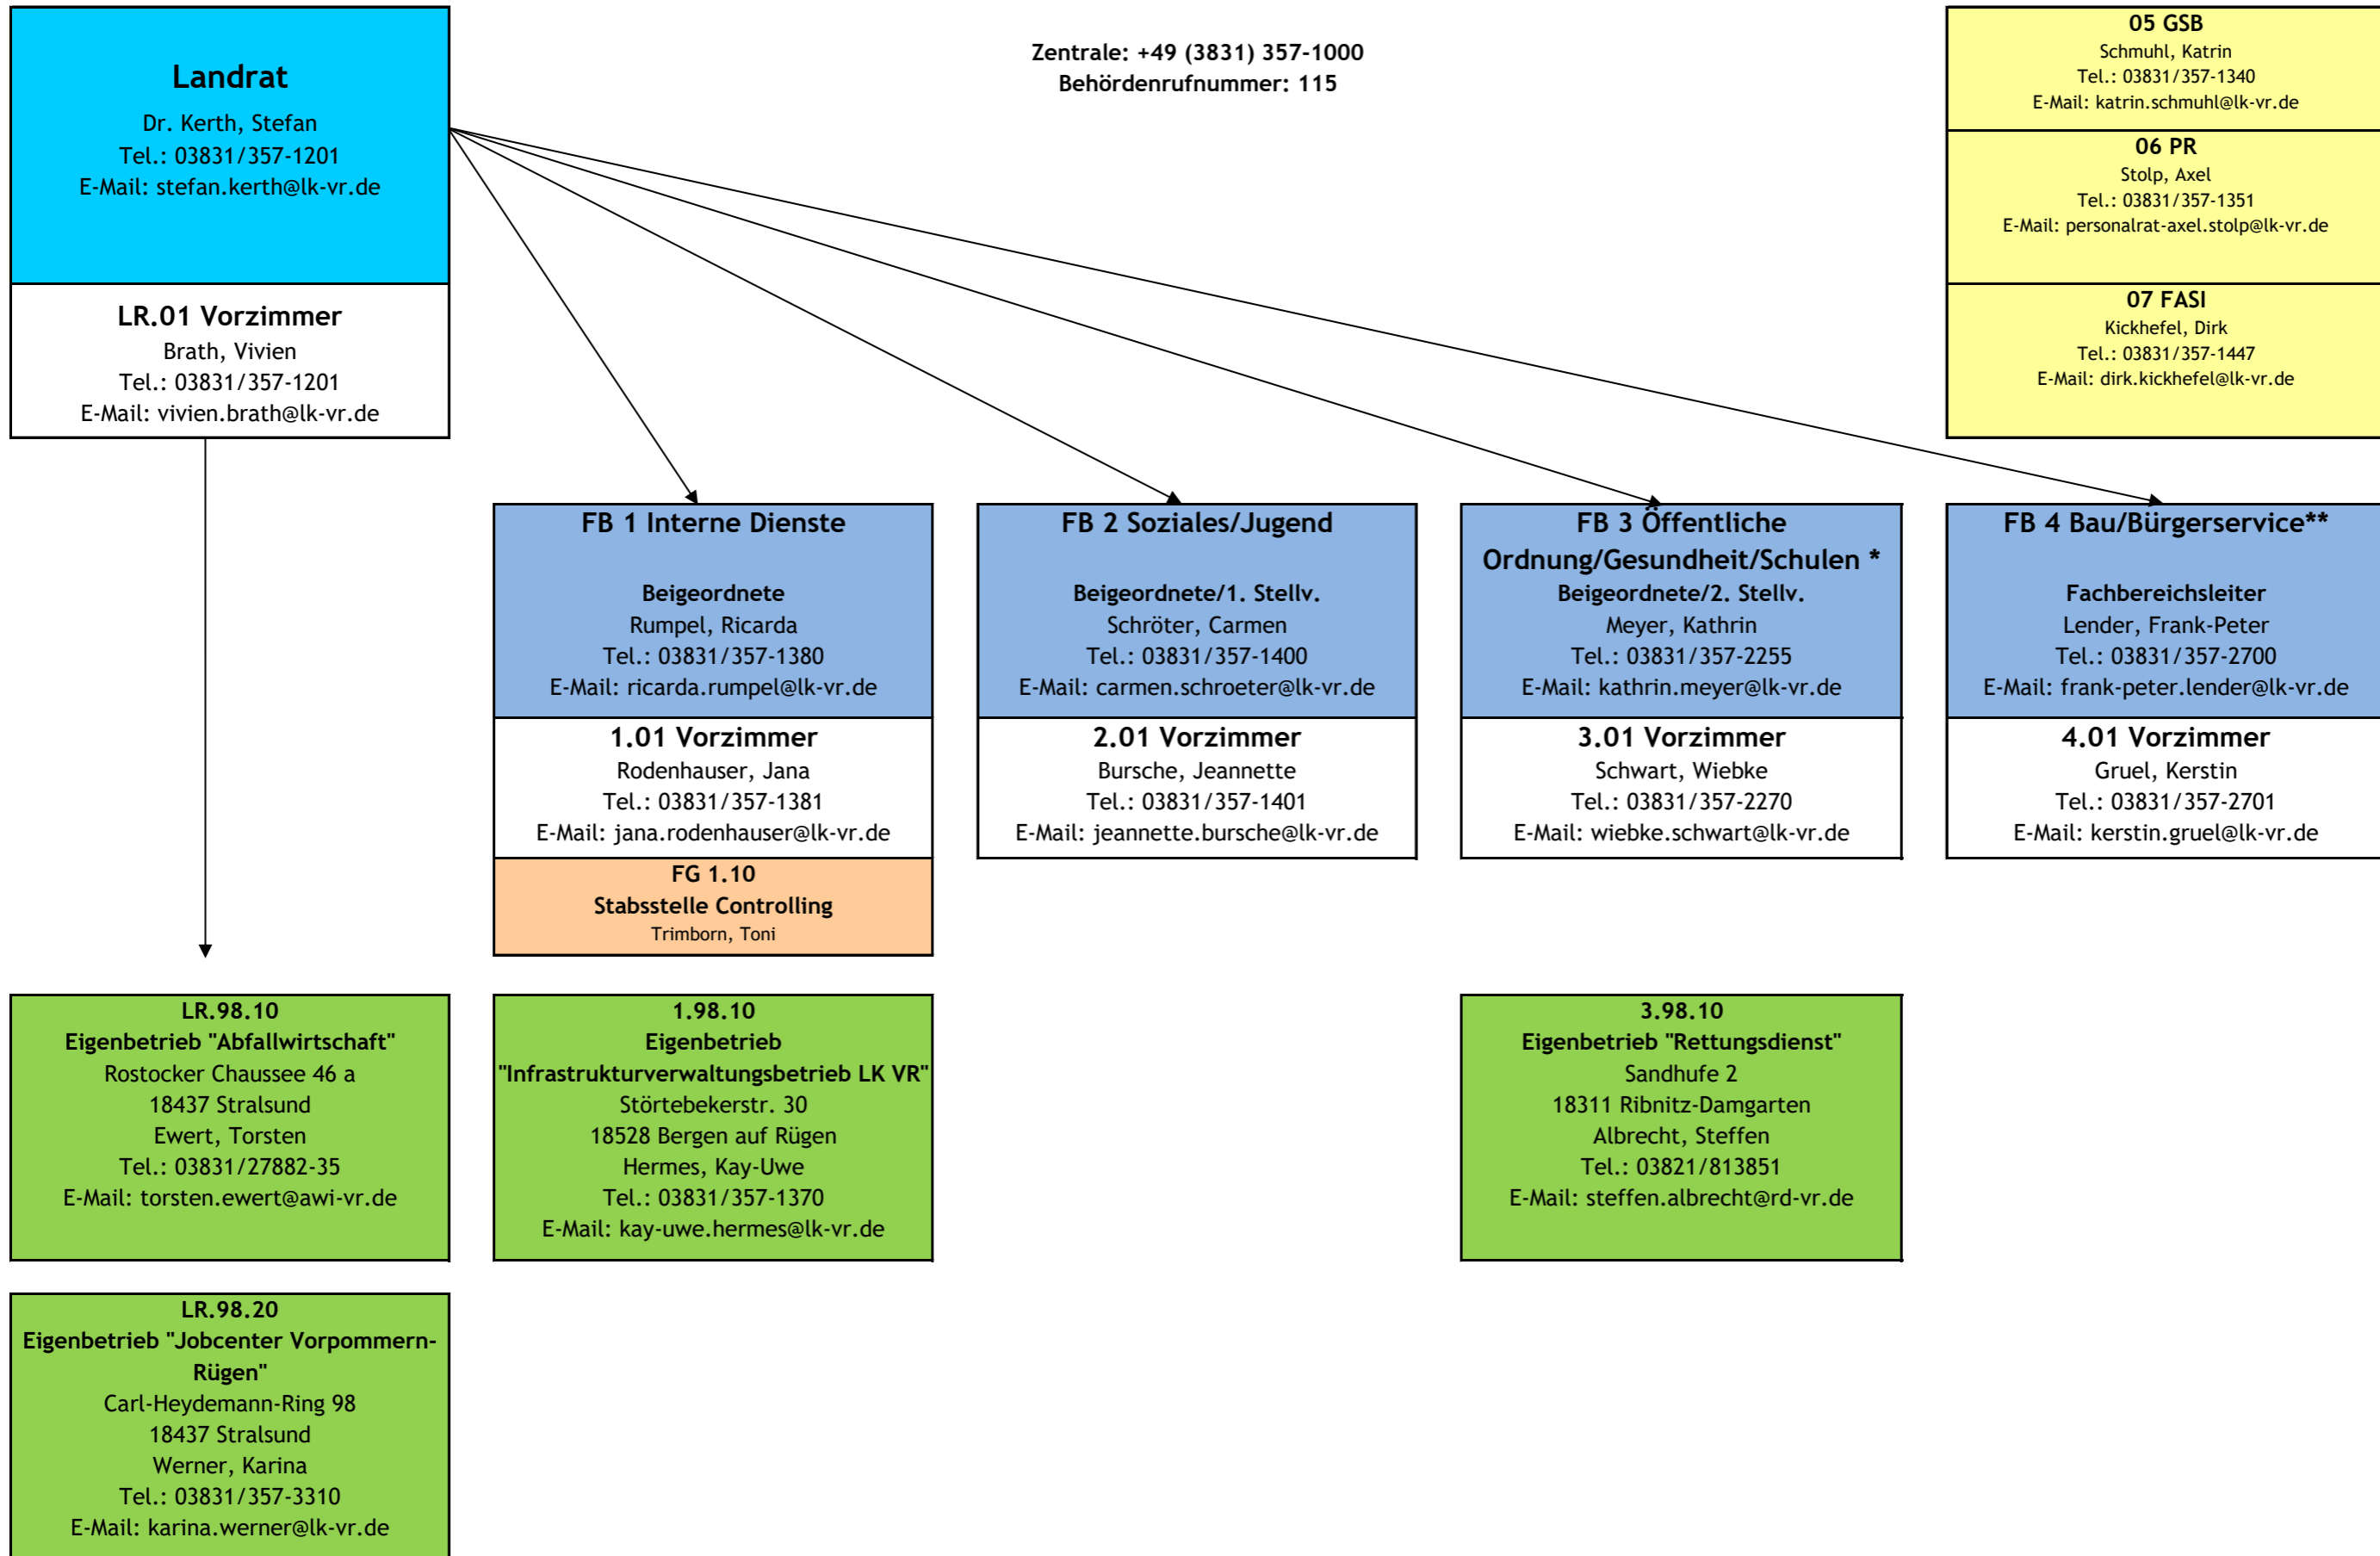 Landrat
Dr. Kerth, Stefan
Tel.: 03831/357-1201
E-Mail: stefan.kerth@lk-vr.de
LR.01 Vorzimmer
Brath, Vivien
Tel.: 03831/357-1201
E-Mail: vivien.brath@lk-vr.de
Zentrale: +49 (3831) 357-1000
Behördenrufnummer: 115
05 GSB
Schmuhl, Katrin
Tel.: 03831/357-1340
E-Mail: katrin.schmuhl@lk-vr.de
06 PR
Stolp, Axel
Tel.: 03831/357-1351
E-Mail: personalrat-axel.stolp@lk-vr.de
07 FASI
Kickhefel, Dirk
Tel.: 03831/357-1447
E-Mail: dirk.kickhefel@lk-vr.de
FB 1 Interne Dienste
Beigeordnete
Rumpel, Ricarda
Tel.: 03831/357-1380
E-Mail: ricarda.rumpel@lk-vr.de
1.01 Vorzimmer
Rodenhauser, Jana
Tel.: 03831/357-1381
E-Mail: jana.rodenhauser@lk-vr.de
FG 1.10
Stabsstelle Controlling
Trimborn, Toni
FB 2 Soziales/Jugend
Beigeordnete/1. Stellv.
Schröter, Carmen
Tel.: 03831/357-1400
E-Mail: carmen.schroeter@lk-vr.de
2.01 Vorzimmer
Bursche, Jeannette
Tel.: 03831/357-1401
E-Mail: jeannette.bursche@lk-vr.de
FB 3 Öffentliche
Ordnung/Gesundheit/Schulen *
Beigeordnete/2. Stellv.
Meyer, Kathrin
Tel.: 03831/357-2255
E-Mail: kathrin.meyer@lk-vr.de
3.01 Vorzimmer
Schwart, Wiebke
Tel.: 03831/357-2270
E-Mail: wiebke.schwart@lk-vr.de
FB 4 Bau/Bürgerservice**
Fachbereichsleiter
Lender, Frank-Peter
Tel.: 03831/357-2700
E-Mail: frank-peter.lender@lk-vr.de
4.01 Vorzimmer
Gruel, Kerstin
Tel.: 03831/357-2701
E-Mail: kerstin.gruel@lk-vr.de
LR.98.10
Eigenbetrieb "Abfallwirtschaft"
Rostocker Chaussee 46 a
18437 Stralsund
Ewert, Torsten
Tel.: 03831/27882-35
E-Mail: torsten.ewert@awi-vr.de
1.98.10
Eigenbetrieb
"Infrastrukturverwaltungsbetrieb LK VR"
Störtebekerstr. 30
18528 Bergen auf Rügen
Hermes, Kay-Uwe
Tel.: 03831/357-1370
E-Mail: kay-uwe.hermes@lk-vr.de
3.98.10
Eigenbetrieb "Rettungsdienst"
Sandhufe 2
18311 Ribnitz-Damgarten
Albrecht, Steffen
Tel.: 03821/813851
E-Mail: steffen.albrecht@rd-vr.de
LR.98.20
Eigenbetrieb "Jobcenter Vorpommern-
Rügen"
Carl-Heydemann-Ring 98
18437 Stralsund
Werner, Karina
Tel.: 03831/357-3310
E-Mail: karina.werner@lk-vr.de